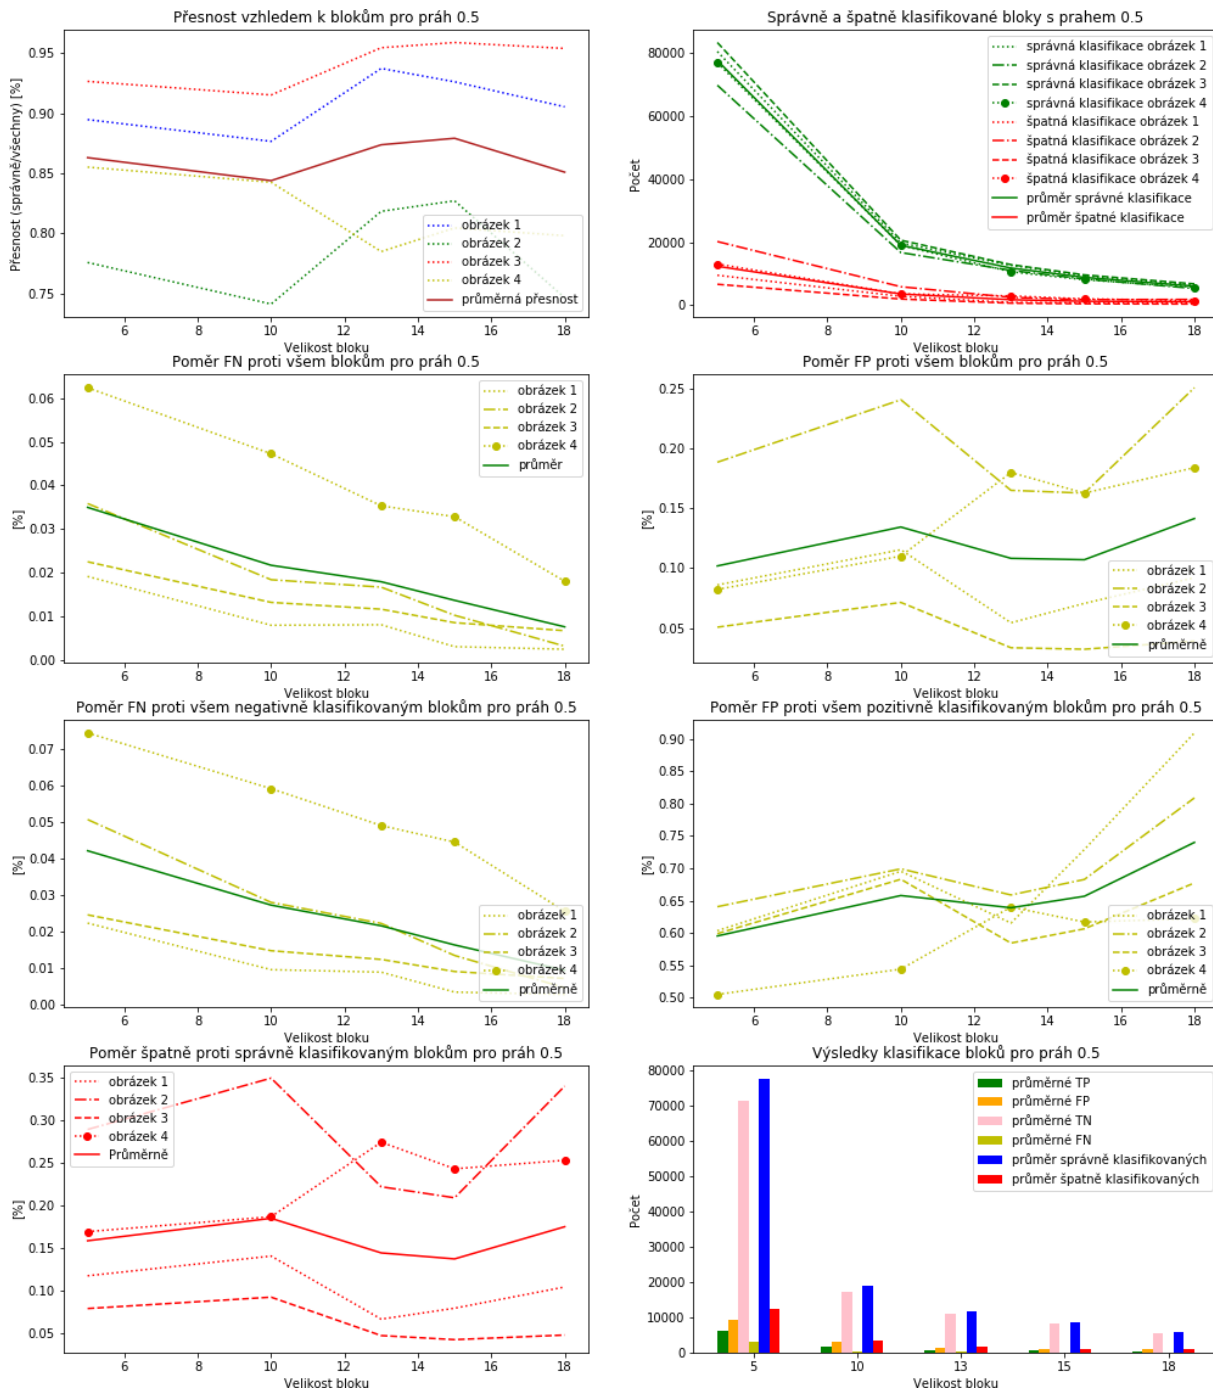 Přesnost vzhledem k blokům pro práh 0.5
Přesnost (správně/všechny) [%]
0.95
0.90
0.85
0.80
0.75
obrázek 1
obrázek 2
obrázek 3
obrázek 4
průměrná přesnost
6 8 10 12 14 16 18
Velikost bloku
Správně a špatně klasifikované bloky s prahem 0.5
Počet
80000
60000
40000
20000
0
správná klasifikace obrázek 1
správná klasifikace obrázek 2
správná klasifikace obrázek 3
správná klasifikace obrázek 4
špatná klasifikace obrázek 1
špatná klasifikace obrázek 2
špatná klasifikace obrázek 3
špatná klasifikace obrázek 4
průměr správné klasifikace
průměr špatné klasifikace
6 8 10 12 14 16 18
Velikost bloku
Poměr FN proti všem blokům pro práh 0.5
[%]
0.06
0.05
0.04
0.03
0.02
0.01
0.00
obrázek 1
obrázek 2
obrázek 3
obrázek 4
průměr
6 8 10 12 14 16 18
Velikost bloku
Poměr FP proti všem blokům pro práh 0.5
[%]
0.25
0.20
0.15
0.10
0.05
obrázek 1
obrázek 2
obrázek 3
obrázek 4
průměrně
6 8 10 12 14 16 18
Velikost bloku
Poměr FN proti všem negativně klasifikovaným blokům pro práh 0.5
[%]
0.07
0.06
0.05
0.04
0.03
0.02
0.01
0.00
obrázek 1
obrázek 2
obrázek 3
obrázek 4
průměrně
6 8 10 12 14 16 18
Velikost bloku
Poměr FP proti všem pozitivně klasifikovaným blokům pro práh 0.5
[%]
0.90
0.85
0.80
0.75
0.70
0.65
0.60
0.55
0.50
obrázek 1
obrázek 2
obrázek 3
obrázek 4
průměrně
6 8 10 12 14 16 18
Velikost bloku
Poměr špatně proti správně klasifikovaným blokům pro práh 0.5
[%]
0.35
0.30
0.25
0.20
0.15
0.10
0.05
obrázek 1
obrázek 2
obrázek 3
obrázek 4
Průměrně
6 8 10 12 14 16 18
Velikost bloku
Výsledky klasifikace bloků pro práh 0.5
Počet
80000
70000
60000
50000
40000
30000
20000
10000
0
průměrné TP
průměrné FP
průměrné TN
průměrné FN
průměr správně klasifikovaných
průměr špatně klasifikovaných
5 10 13 15 18
Velikost bloku